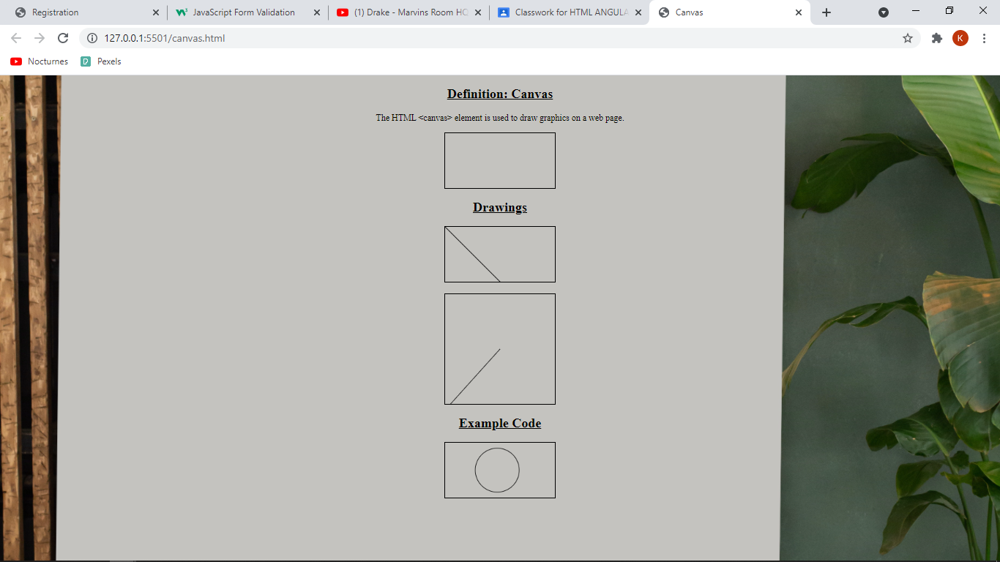 Registration
JavaScript Form Validation
(1) Drake - Marvins Room HQ
Classwork for HTML ANGULA
Canvas
127.0.0.1:5501/canvas.html
K
Nocturnes
Pexels
Definition: Canvas
The HTML <canvas> element is used to draw graphics on a web page.
Drawings
Example Code